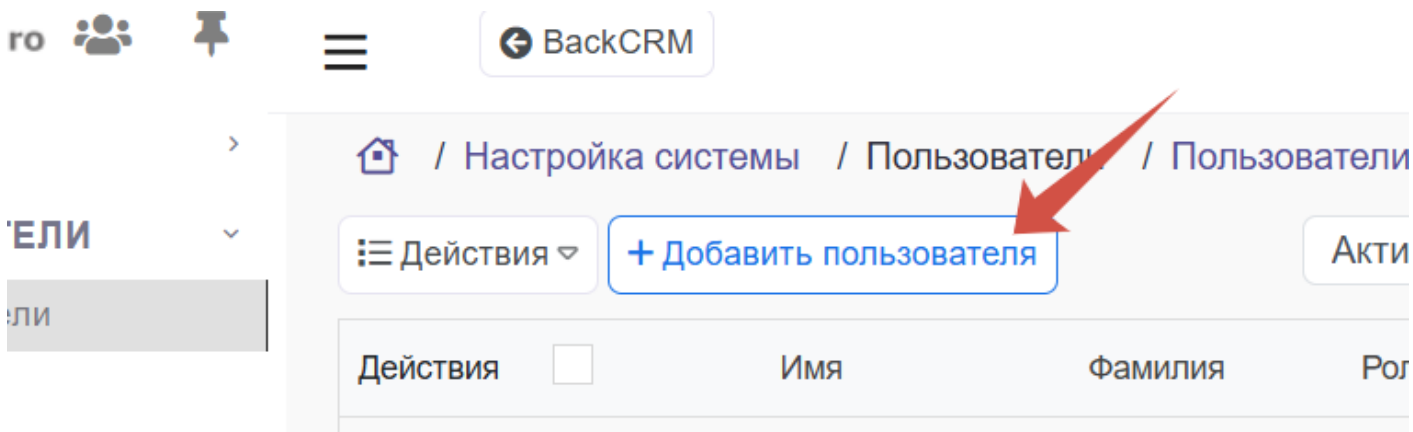 ro
BackCRM
/ Настройка системы / Пользователи / Пользователи
ТЕЛИ
Действия + Добавить пользователя Акти
ели
Действия Имя Фамилия Рол